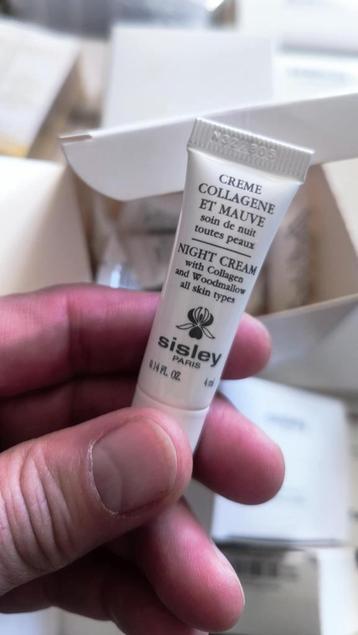 CREME
COLLAGENE
ET MAUVE
soin de nuit
toutes peaux
NIGHT CREAM
with Collagen
and Woodmallow
all skin types
sisley
PARIS
0.14 FL. OZ. 4 ml